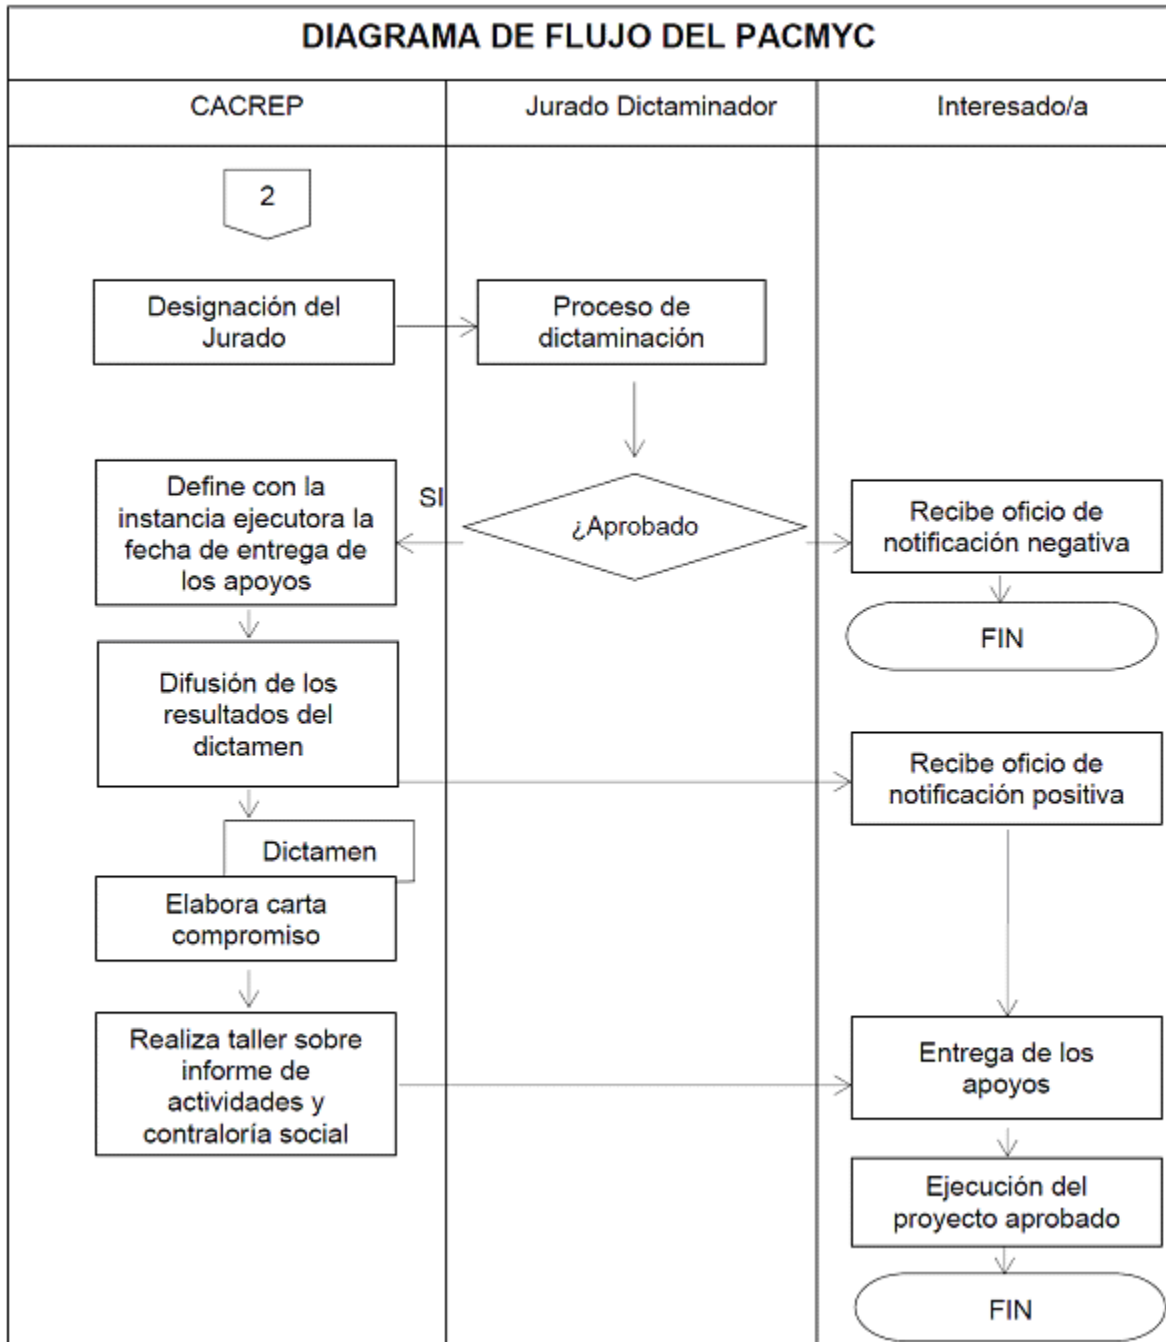 DIAGRAMA DE FLUJO DEL PACMYC
CACREP
Jurado Dictaminador
Interesado/a
2
Designación del
Jurado
Proceso de
dictaminación
Define con la
instancia ejecutora la
fecha de entrega de
los apoyos
SI
¿Aprobado
Recibe oficio de
notificación negativa
FIN
Difusión de los
resultados del
dictamen
Recibe oficio de
notificación positiva
Dictamen
Elabora carta
compromiso
Realiza taller sobre
informe de
actividades y
contraloría social
Entrega de los
apoyos
Ejecución del
proyecto aprobado
FIN